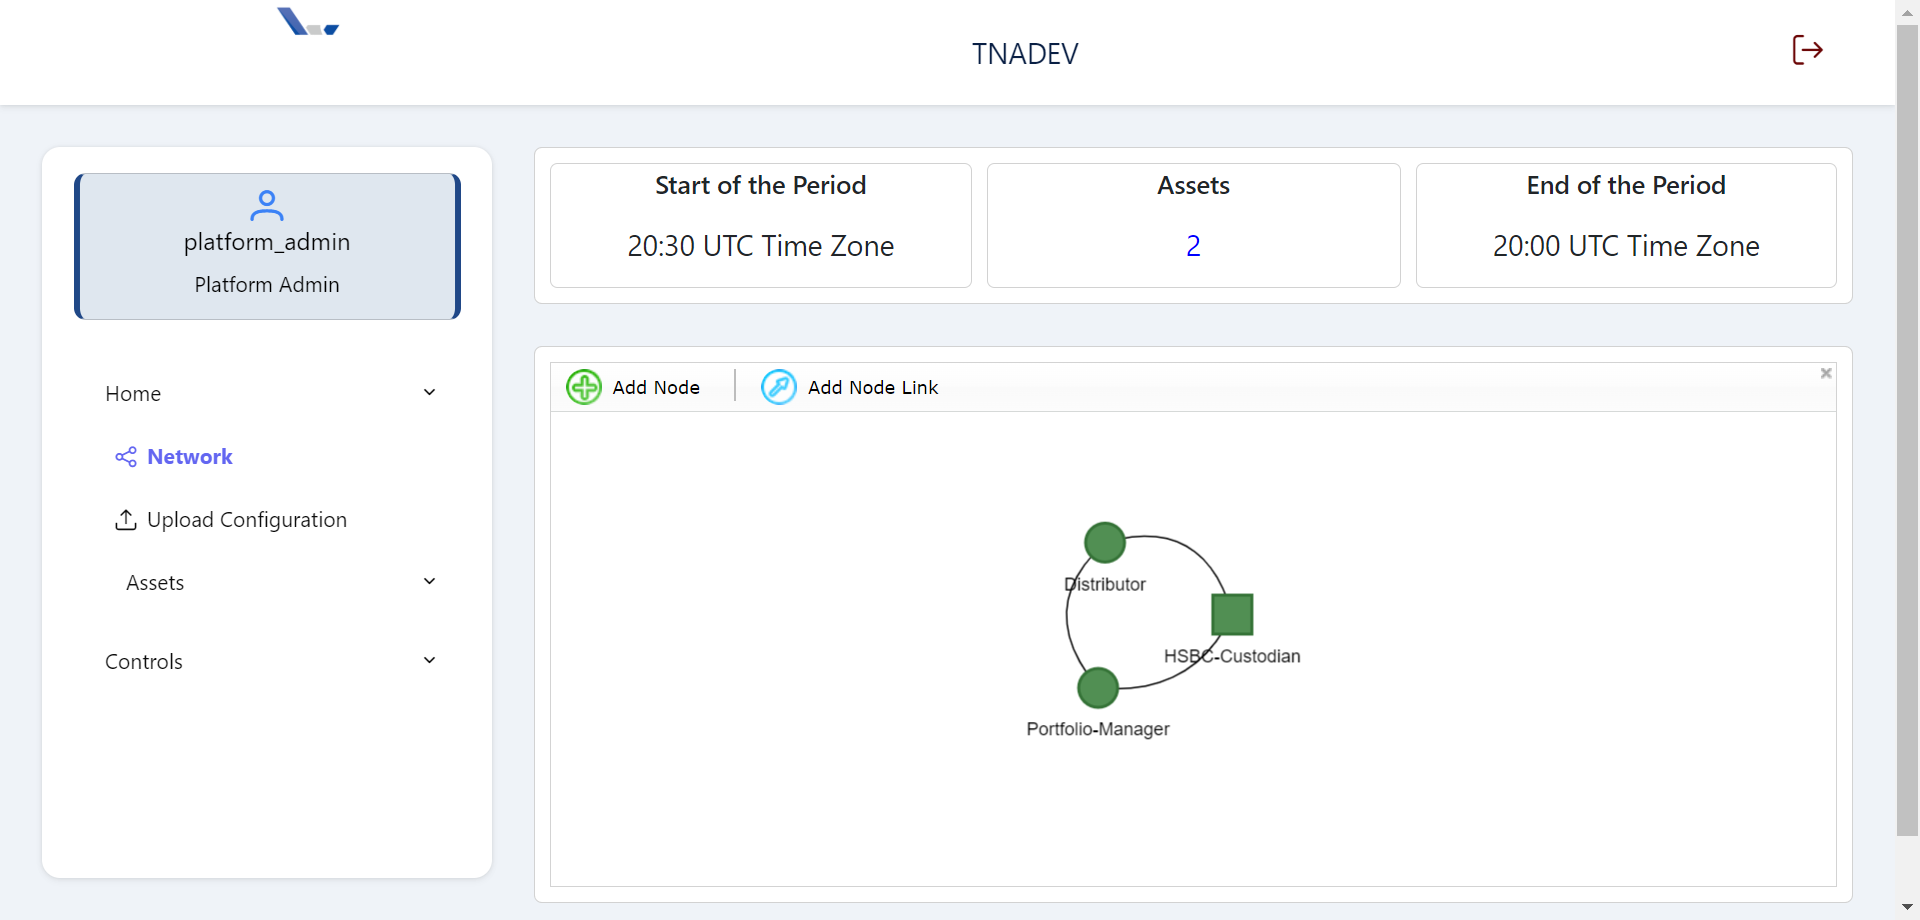 TNADEV
platform_admin
Platform Admin
Home
Network
Upload Configuration
Assets
Controls
Start of the Period
20:30 UTC Time Zone
Assets
2
End of the Period
20:00 UTC Time Zone
Add Node
Add Node Link
Distributor
HSBC-Custodian
Portfolio-Manager